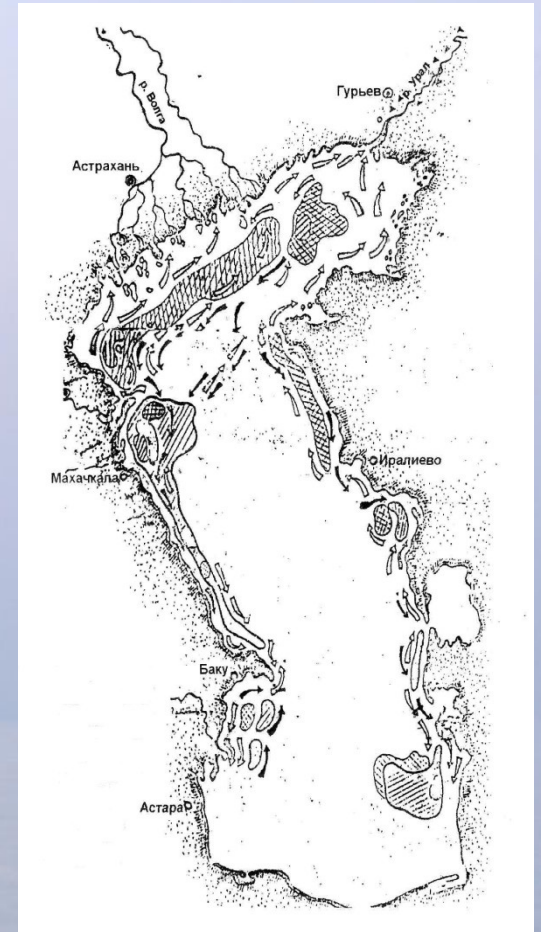 Гурьев
р. Урал
р. Волга
Астрахань
Иралиево
Махачкала
Баку
Астара